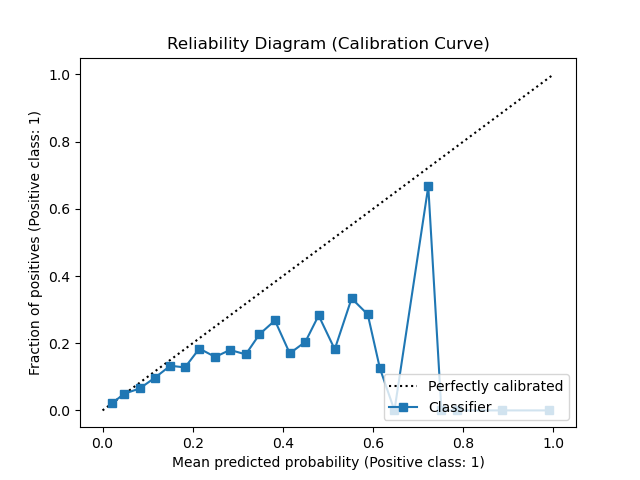 Reliability Diagram (Calibration Curve)
1.0
0.8
0.6
0.4
0.2
0.0
Fraction of positives (Positive class: 1)
Perfectly calibrated
Classifier
0.0 0.2 0.4 0.6 0.8 1.0
Mean predicted probability (Positive class: 1)